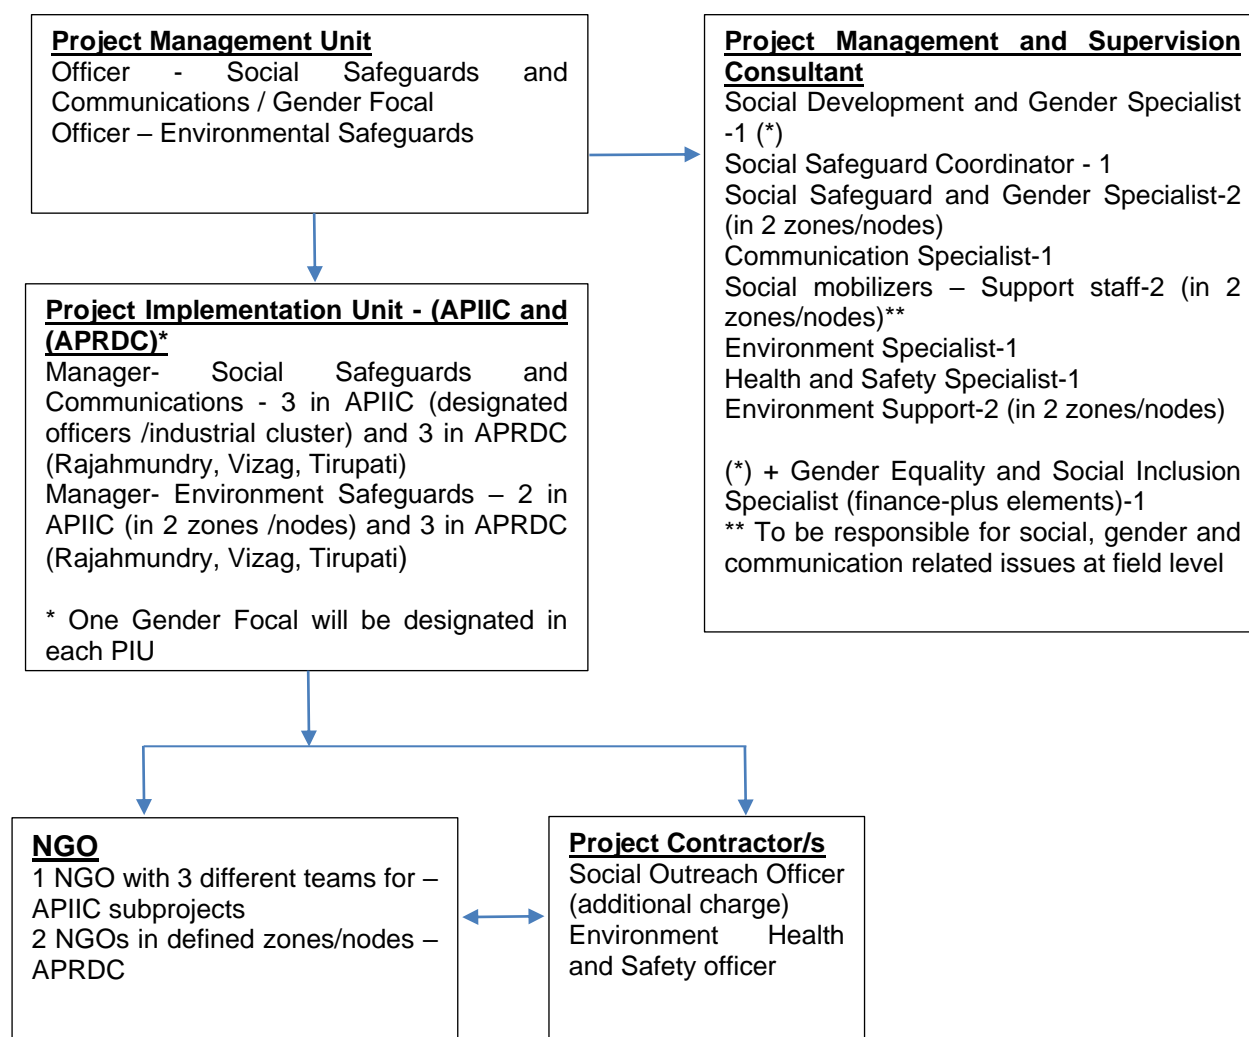 Project Management Unit
Officer - Social Safeguards and
Communications / Gender Focal
Officer – Environmental Safeguards
Project Management and Supervision
Consultant
Social Development and Gender Specialist
-1 (*)
Social Safeguard Coordinator - 1
Social Safeguard and Gender Specialist-2
(in 2 zones/nodes)
Communication Specialist-1
Social mobilizers – Support staff-2 (in 2
zones/nodes)**
Environment Specialist-1
Health and Safety Specialist-1
Environment Support-2 (in 2 zones/nodes)
(*) + Gender Equality and Social Inclusion
Specialist (finance-plus elements)-1
** To be responsible for social, gender and
communication related issues at field level
Project Implementation Unit - (APIIC and
(APRDC)*
Manager- Social Safeguards and
Communications - 3 in APIIC (designated
officers /industrial cluster) and 3 in APRDC
(Rajahmundry, Vizag, Tirupati)
Manager- Environment Safeguards – 2 in
APIIC (in 2 zones /nodes) and 3 in APRDC
(Rajahmundry, Vizag, Tirupati)
* One Gender Focal will be designated in
each PIU
NGO
1 NGO with 3 different teams for –
APIIC subprojects
2 NGOs in defined zones/nodes –
APRDC
Project Contractor/s
Social Outreach Officer
(additional charge)
Environment Health
and Safety officer